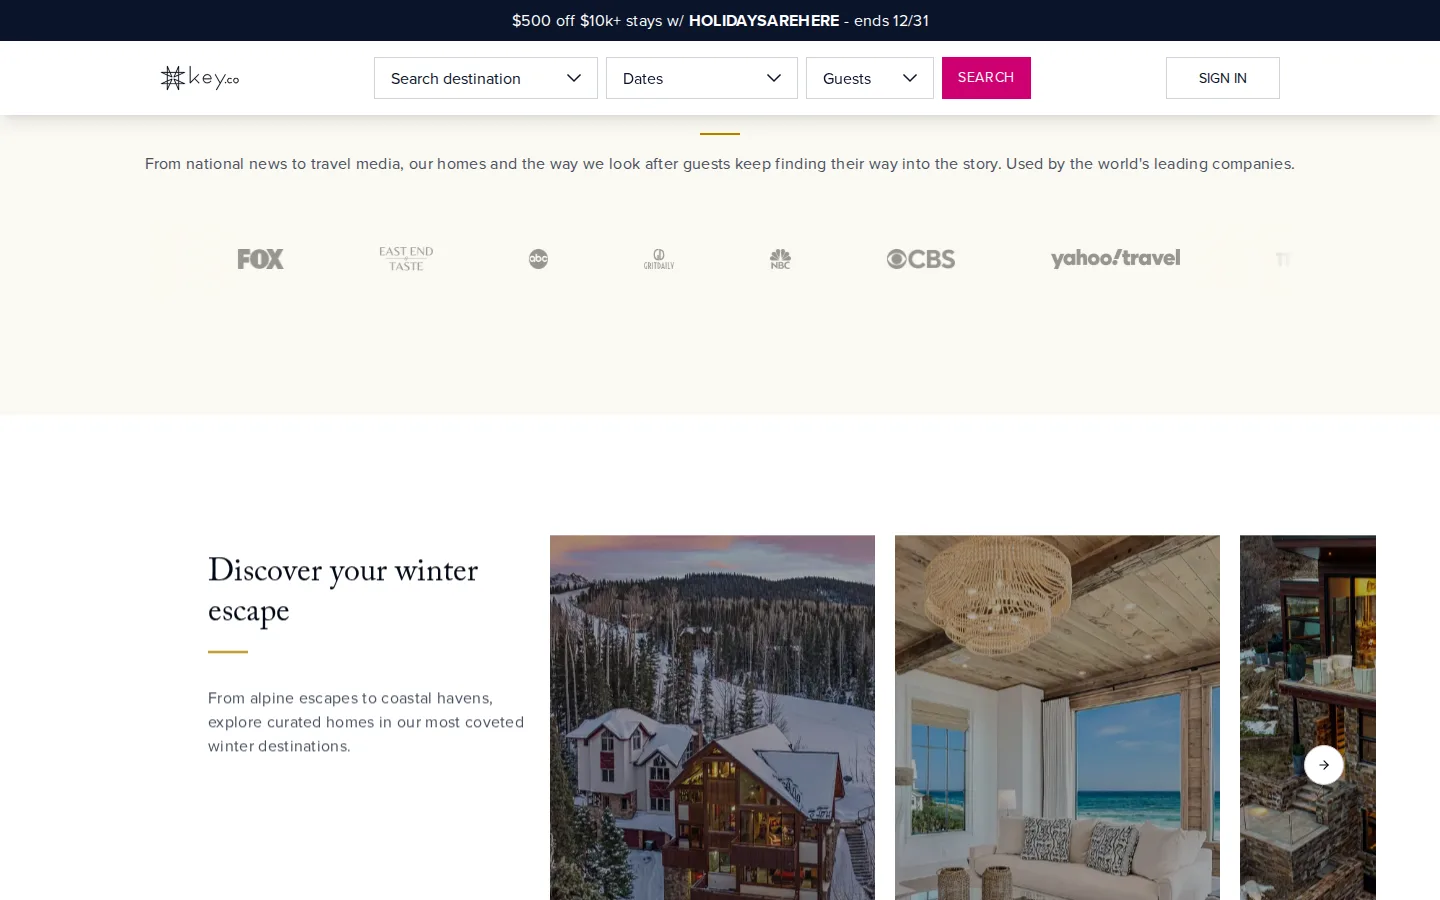 $500 off $10k+ stays w/ HOLIDAYSAREHERE - ends 12/31
key.co
Search destination
Dates
Guests
SEARCH
SIGN IN
From national news to travel media, our homes and the way we look after guests keep finding their way into the story. Used by the world's leading companies.
FOX
EAST END
TASTE
abc
GRITDAILY
NBC
CBS
yahoo!travel
Discover your winter
escape
From alpine escapes to coastal havens,
explore curated homes in our most coveted
winter destinations.